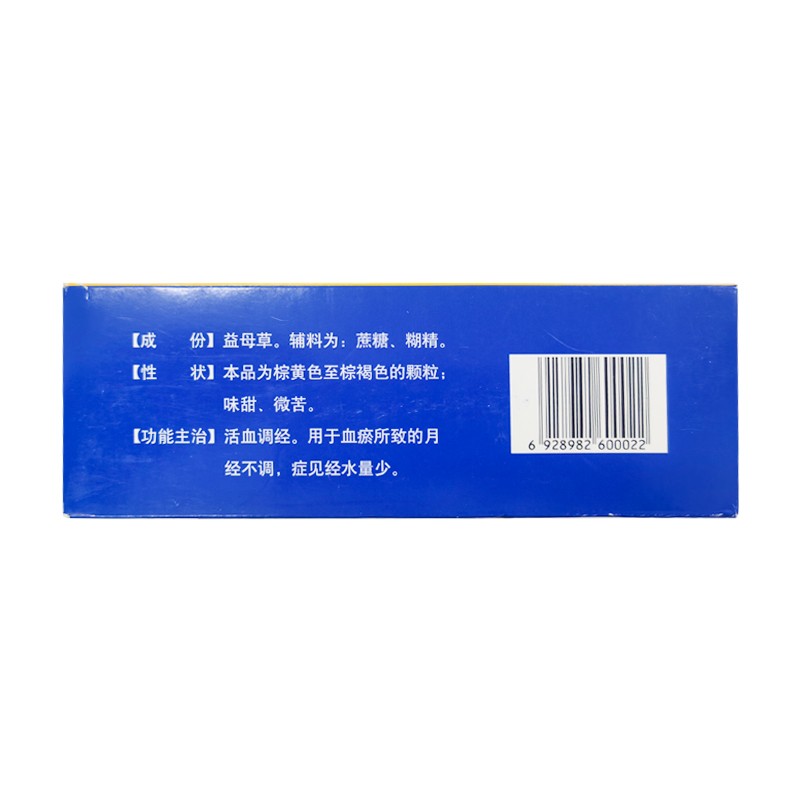 【成　　份】益母草。辅料为：蔗糖、糊精。
【性　　状】本品为棕黄色至棕褐色的颗粒；
味甜、微苦。
【功能主治】活血调经。用于血瘀所致的月
经不调，症见经水量少。
6 928982 600022